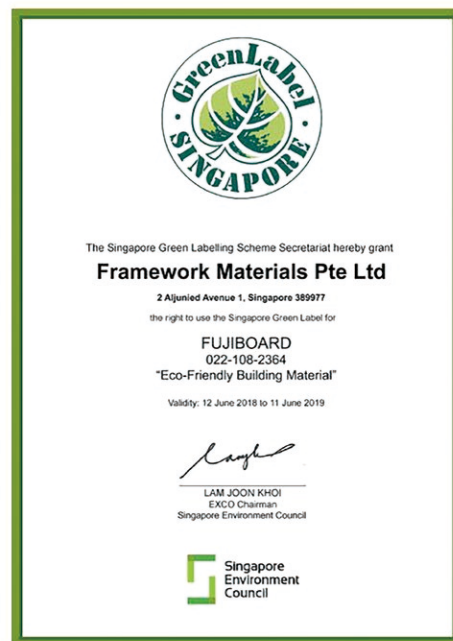 GreenLabel
SINGAPORE
The Singapore Green Labelling Scheme Secretariat hereby grant
Framework Materials Pte Ltd
2 Aljunied Avenue 1, Singapore 389977
the right to use the Singapore Green Label for
FUJIBOARD
022-108-2364
"Eco-Friendly Building Material"
Validity: 12 June 2018 to 11 June 2019
LAM JOON KHOI
EXCO Chairman
Singapore Environment Council
Singapore
Environment
Council